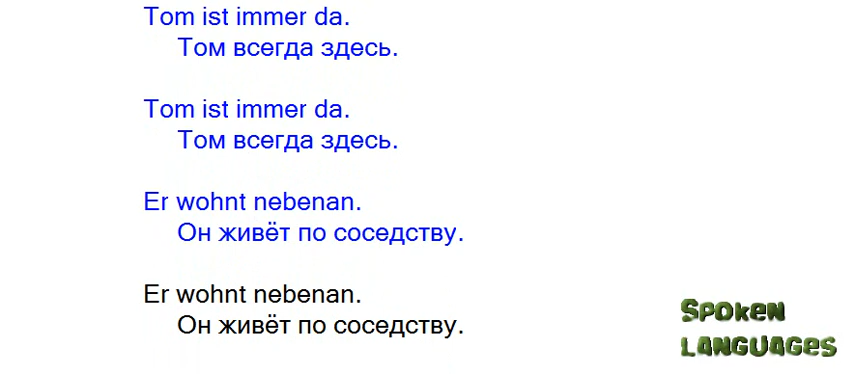 Tom ist immer da.
Том всегда здесь.
Tom ist immer da.
Том всегда здесь.
Er wohnt nebenan.
Он живёт по соседству.
Er wohnt nebenan.
Он живёт по соседству.
SPOKEN
LANGUAGES